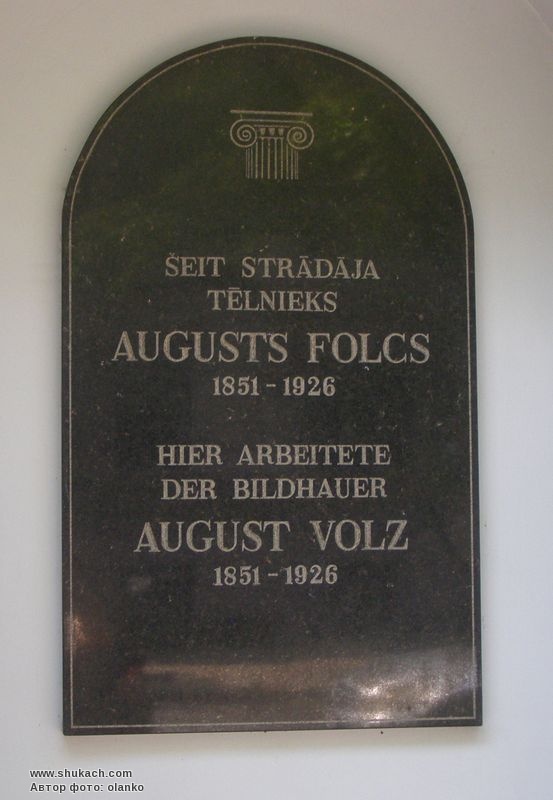 ŠEIT STRĀDĀJA
TĒLNIEKS
AUGUSTS FOLCS
1851 – 1926
HIER ARBEITETE
DER BILDHAUER
AUGUST VOLZ
1851 – 1926
www.shukach.com
Автор фото: olanko